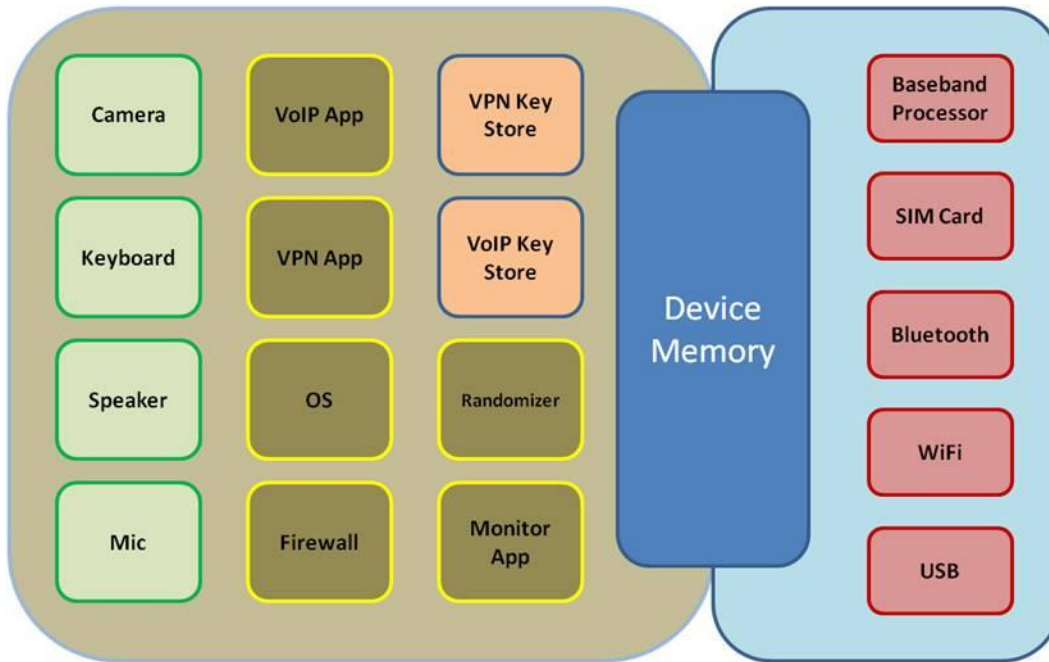 Camera
VoIP App
VPN Key
Store
Keyboard
VPN App
VoIP Key
Store
Speaker
OS
Randomizer
Mic
Firewall
Monitor
App
Device
Memory
Baseband
Processor
SIM Card
Bluetooth
WiFi
USB